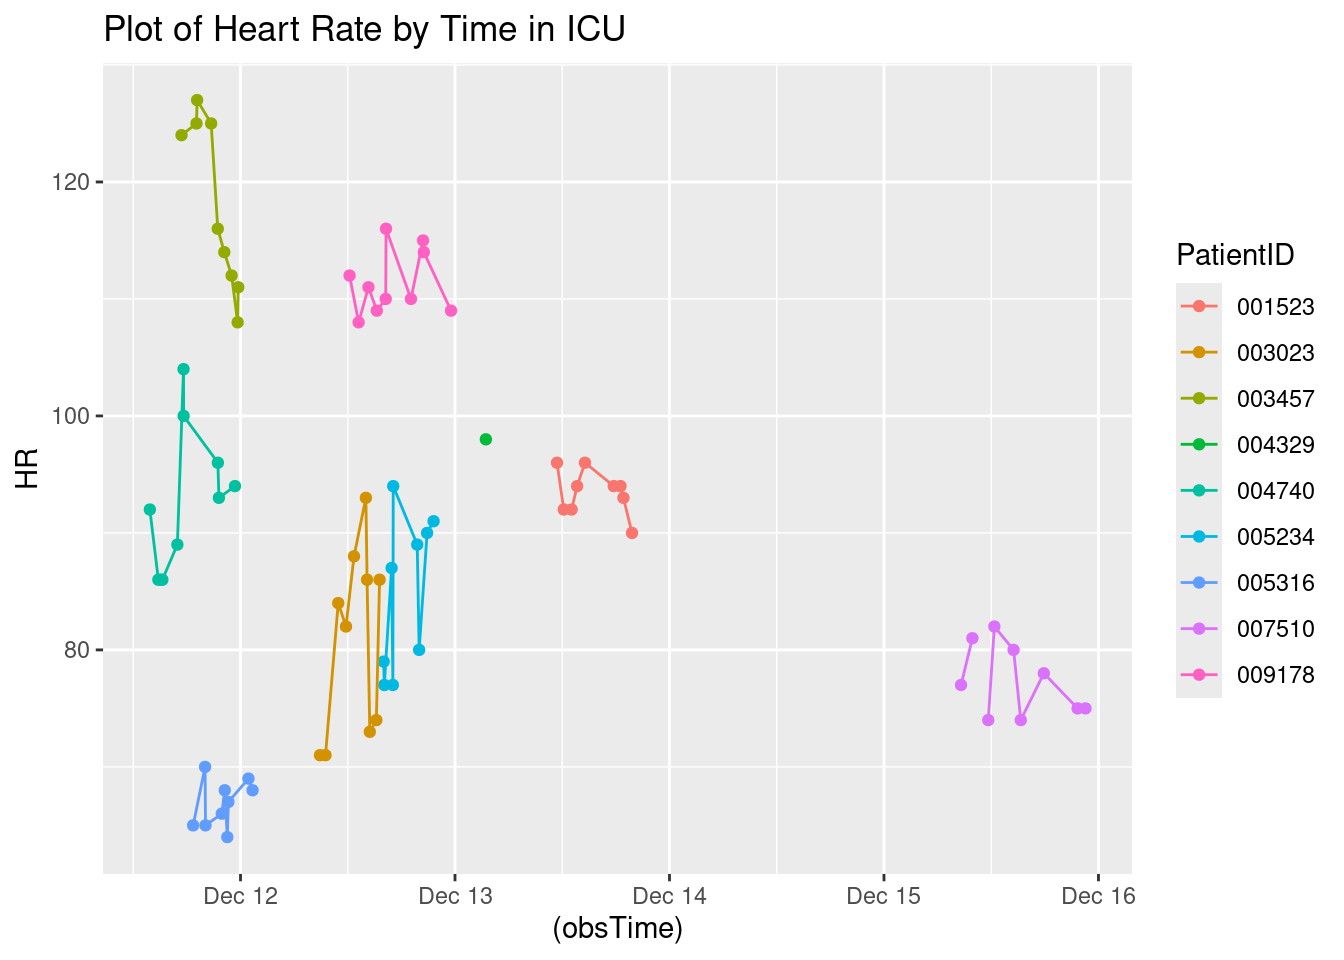 Plot of Heart Rate by Time in ICU
HR
120
100
80
Dec 12
Dec 13
Dec 14
Dec 15
Dec 16
(obsTime)
PatientID
001523
003023
003457
004329
004740
005234
005316
007510
009178